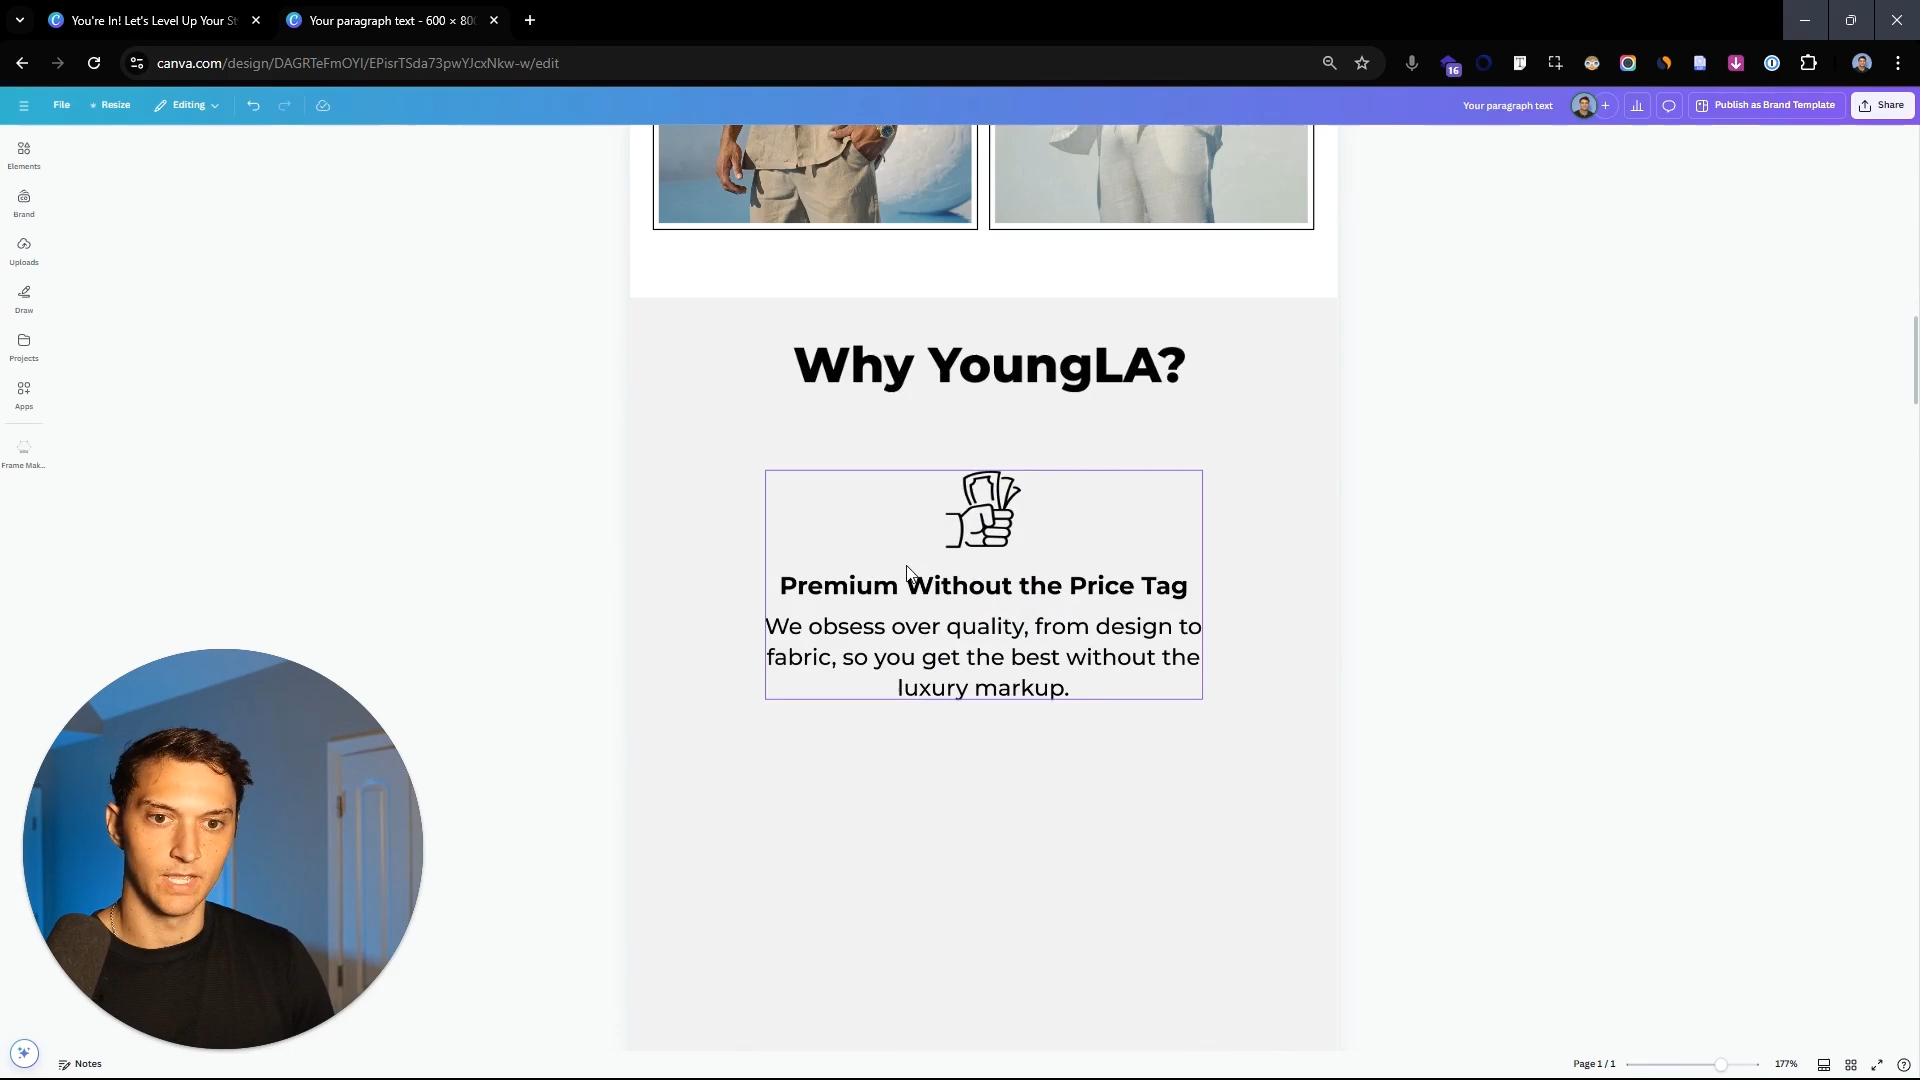 You're In! Let's Level Up Your St
Your paragraph text - 600 × 800
canva.com/design/DAGRTeFmOYI/EPisrTSda73pwYJcxNkw-w/edit
16
File
Resize
Editing
Your paragraph text
Publish as Brand Template
Share
Elements
Brand
Uploads
Draw
Projects
Apps
Frame Mak...
Why YoungLA?
Premium Without the Price Tag
We obsess over quality, from design to
fabric, so you get the best without the
luxury markup.
Notes
Page 1 / 1
177%